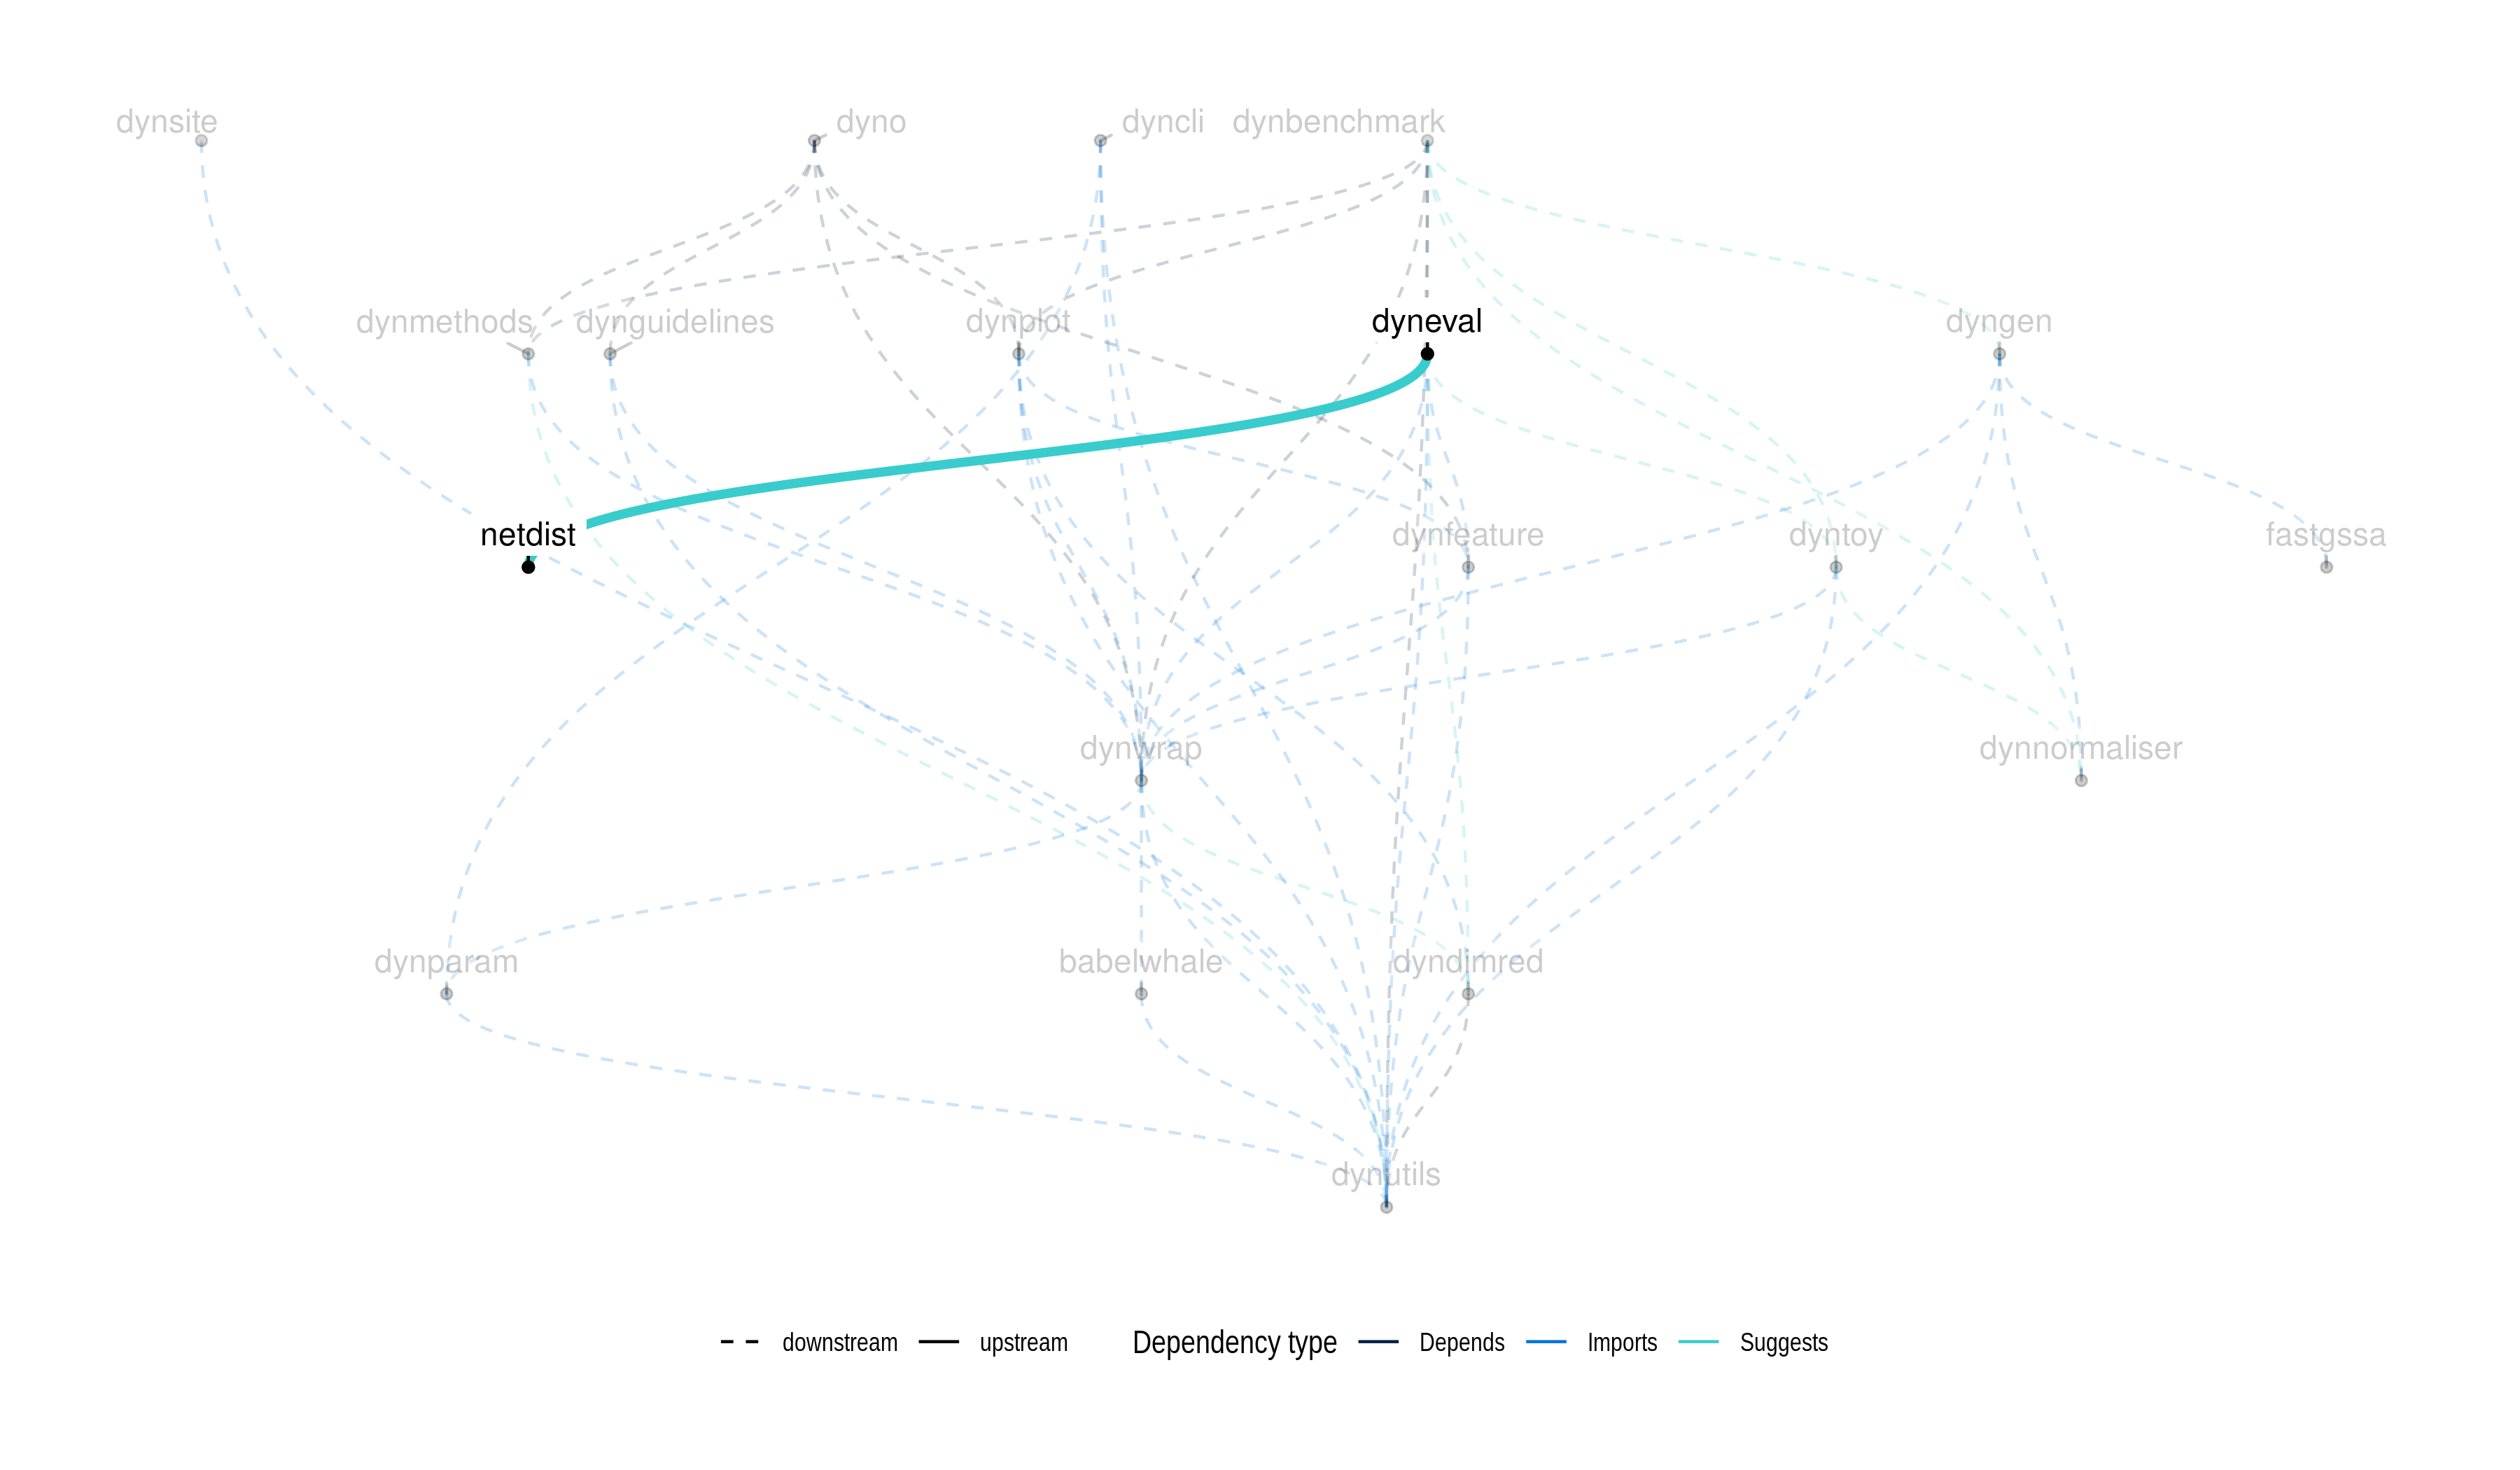 dynsite
dyno
dyncli
dynbenchmark
dynmethods
dynguidelines
dynplot
dyneval
dyngen
netdist
dynfeature
dyntoy
fastgssa
dynwrap
dynnormaliser
dynparam
babelwhale
dyndimred
dynutils
downstream upstream Dependency type Depends Imports Suggests